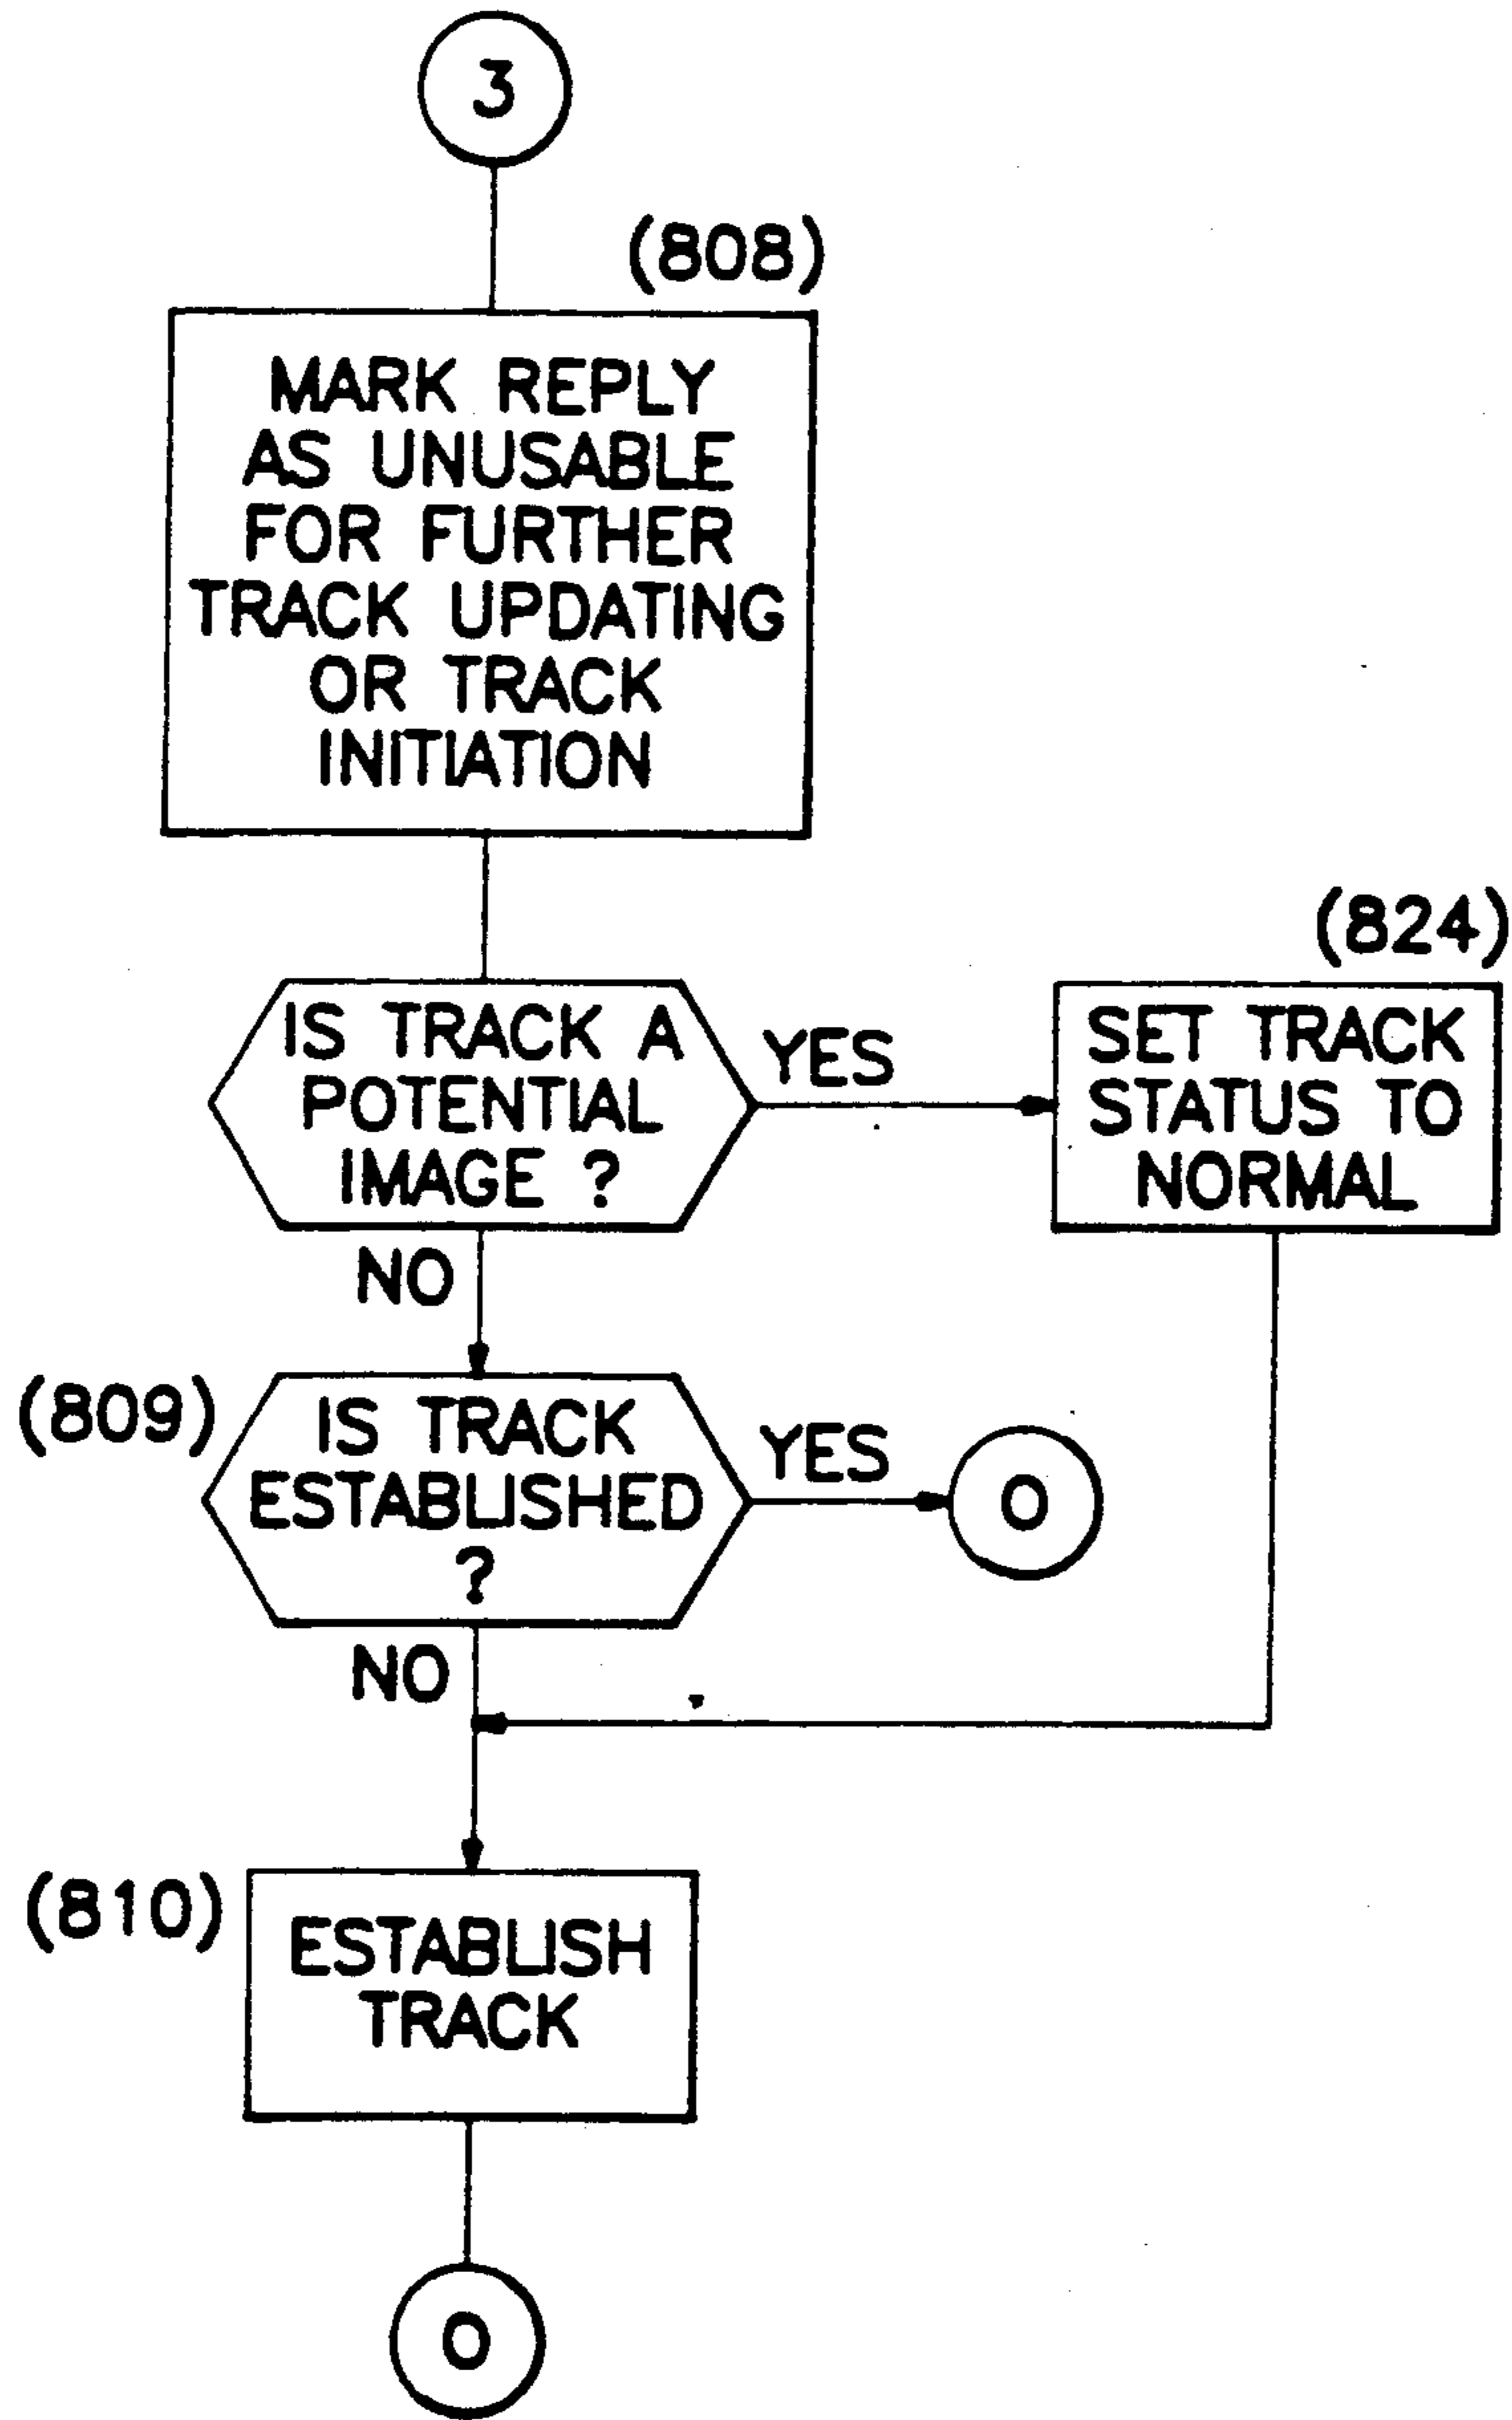 3
(808)
MARK REPLY
AS UNUSABLE
FOR FURTHER
TRACK UPDATING
OR TRACK
INITIATION
(824)
IS TRACK A
POTENTIAL
IMAGE ?
YES
SET TRACK
STATUS TO
NORMAL
NO
(809)
IS TRACK
ESTABLISHED
?
YES
O
NO
(810)
ESTABLISH
TRACK
O